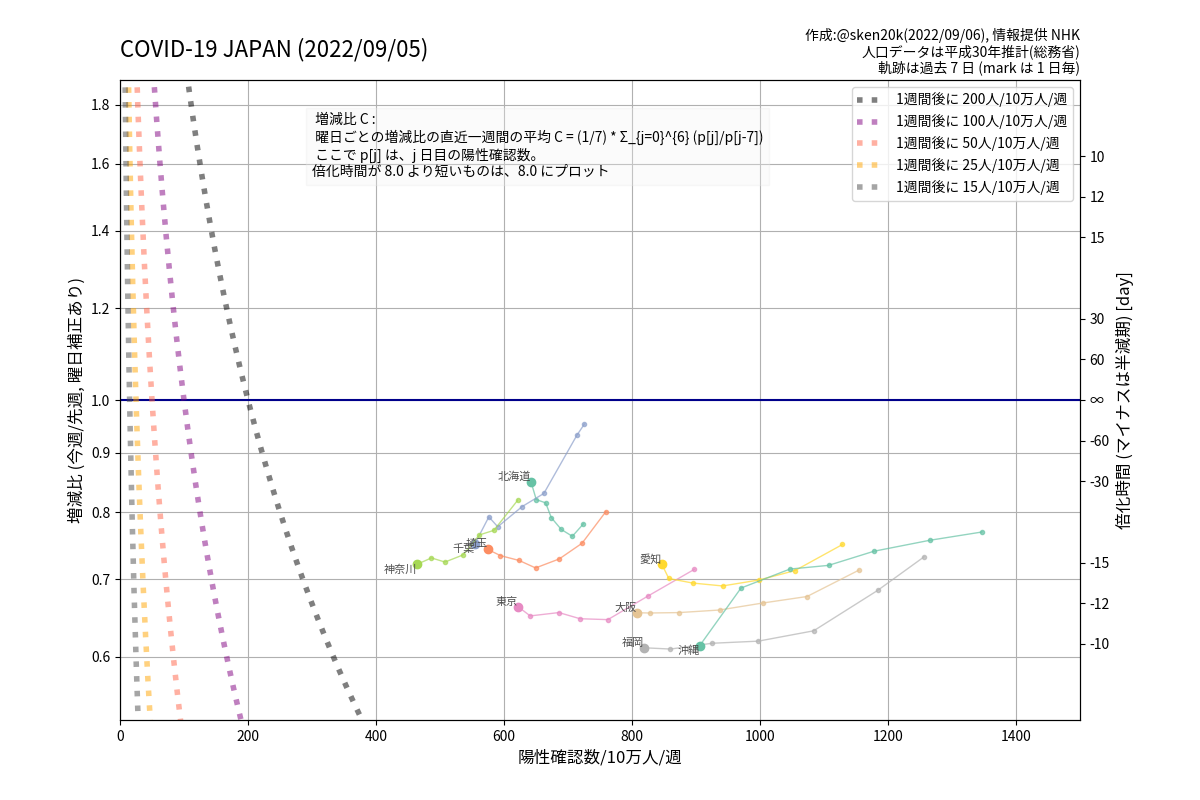 COVID-19 JAPAN (2022/09/05)
作成:@sken20k(2022/09/06), 情報提供 NHK
人口データは平成30年推計(総務省)
軌跡は過去 7 日 (mark は 1 日毎)
1週間後に 200人/10万人/週
1週間後に 100人/10万人/週
1週間後に 50人/10万人/週
1週間後に 25人/10万人/週
1週間後に 15人/10万人/週
増減比 C :
曜日ごとの増減比の直近一週間の平均 C = (1/7) * Σ_{j=0}^{6} (p[j]/p[j-7])
ここで p[j] は、j 日目の陽性確認数。
倍化時間が 8.0 より短いものは、8.0 にプロット
増減比 (今週/先週, 曜日補正あり)
1.8
1.6
1.4
1.2
1.0
0.9
0.8
0.7
0.6
北海道
埼玉
千葉
神奈川
愛知
東京
大阪
福岡
沖縄
10
12
15
30
60
∞
-60
-30
-15
-12
-10
倍化時間 (マイナスは半減期) [day]
0
200
400
600
800
1000
1200
1400
陽性確認数/10万人/週